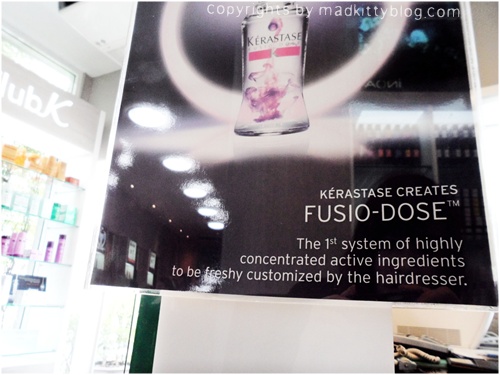 Copyrights by madkittyblog.com
KÉRASTASE
lubK
KÉRASTASE CREATES
FUSIO-DOSE™
The 1st system of highly
concentrated active ingredients
to be freshy customized by the hairdresser.